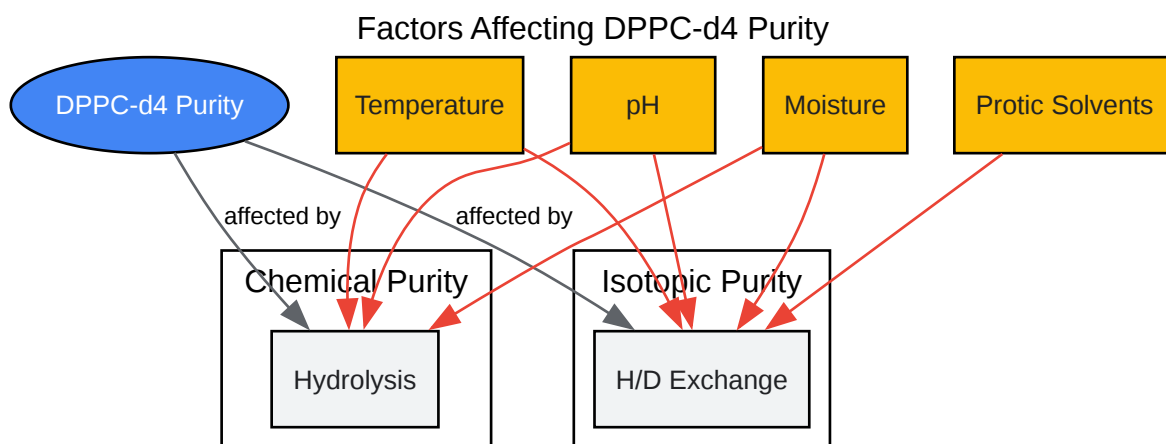 Factors Affecting DPPC-d4 Purity
DPPC-d4 Purity
Temperature
pH
Moisture
Protic Solvents
affected by
affected by
Chemical Purity
Isotopic Purity
Hydrolysis
H/D Exchange